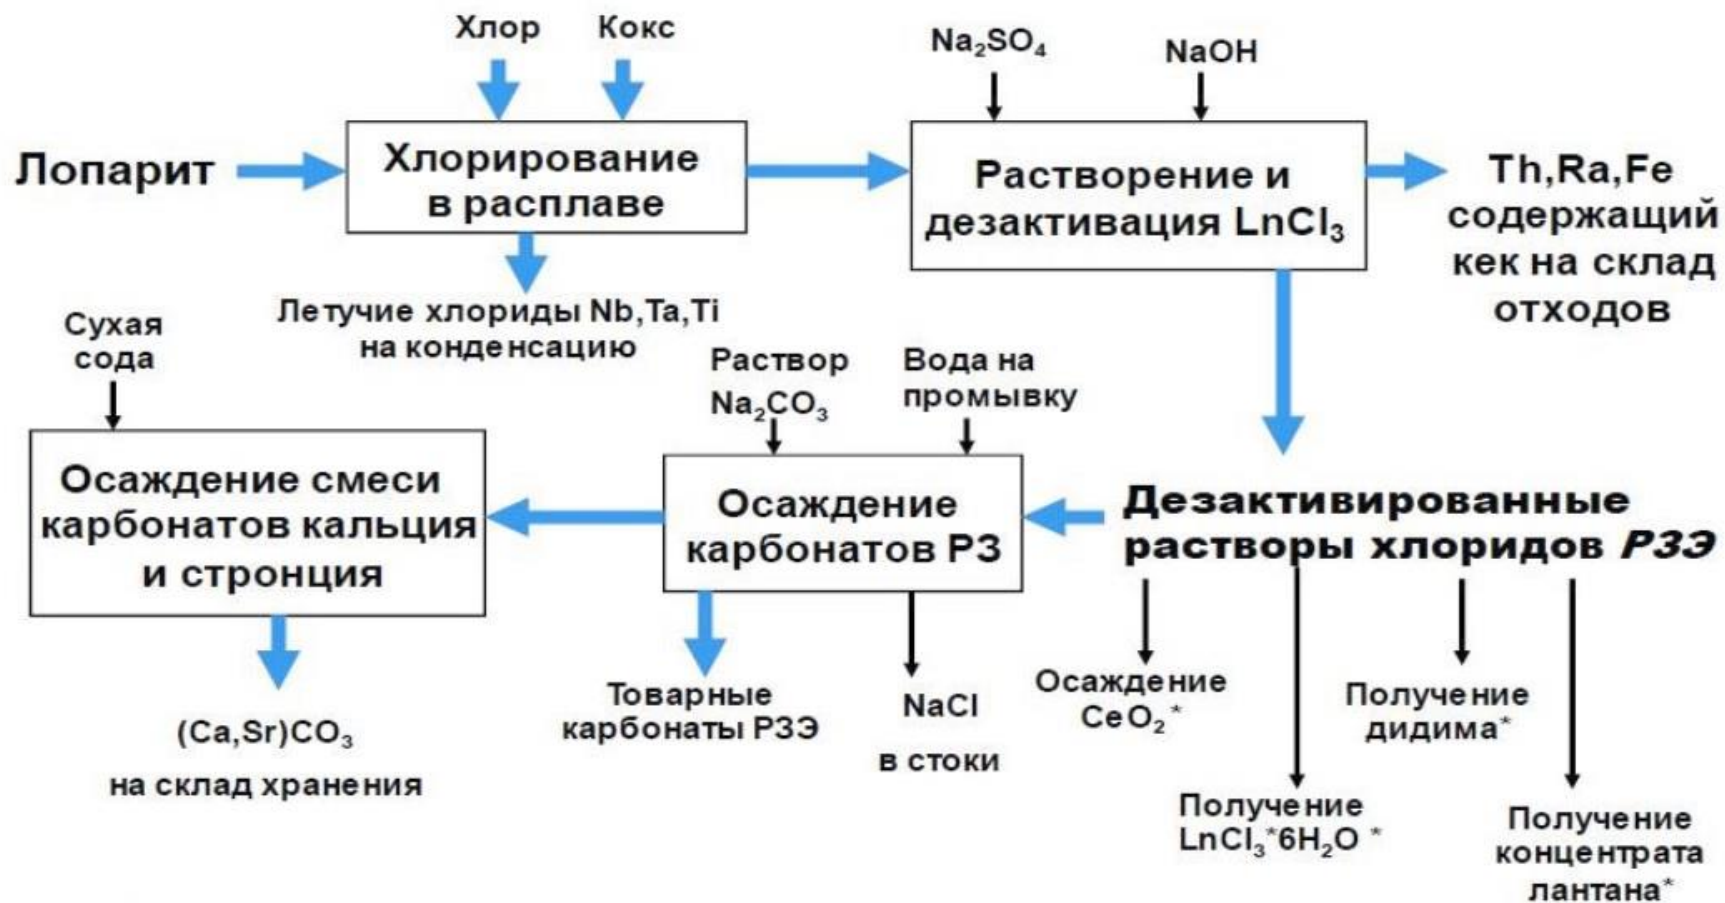 Хлор
Кокс
Na₂SO₄
NaOH
Лопарит
Хлорирование
в расплаве
Растворение и
дезактивация LnCl₃
Th,Ra,Fe
содержащий
кек на склад
отходов
Летучие хлориды Nb,Ta,Ti
на конденсацию
Сухая
сода
Раствор
Na₂CO₃
Вода на
промывку
Осаждение смеси
карбонатов кальция
и стронция
Осаждение
карбонатов РЗ
Дезактивированные
растворы хлоридов РЗЭ
(Ca,Sr)CO₃
на склад хранения
Товарные
карбонаты РЗЭ
NaCl
в стоки
Осаждение
CeO₂*
Получение
LnCl₃*6H₂O *
Получение
дидима*
Получение
концентрата
лантана*